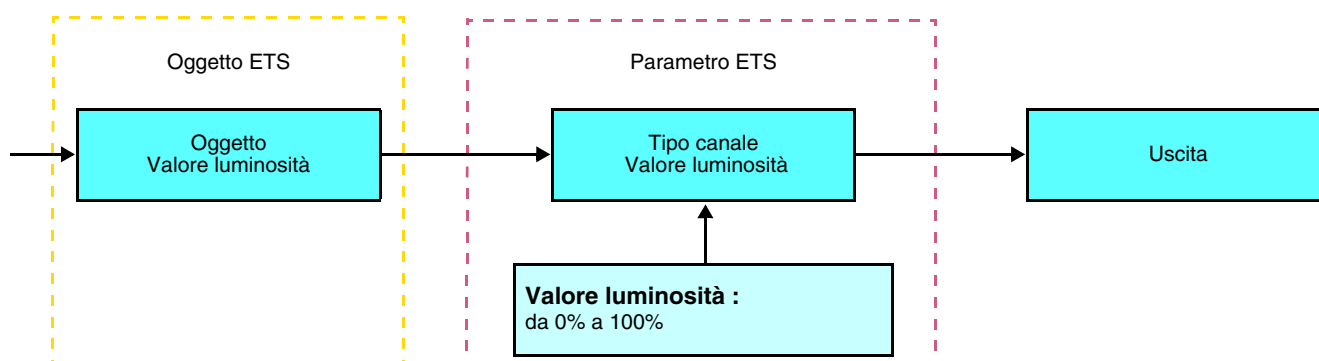 Oggetto ETS
Parametro ETS
Oggetto
Valore luminosità
Tipo canale
Valore luminosità
Uscita
Valore luminosità :
da 0% a 100%